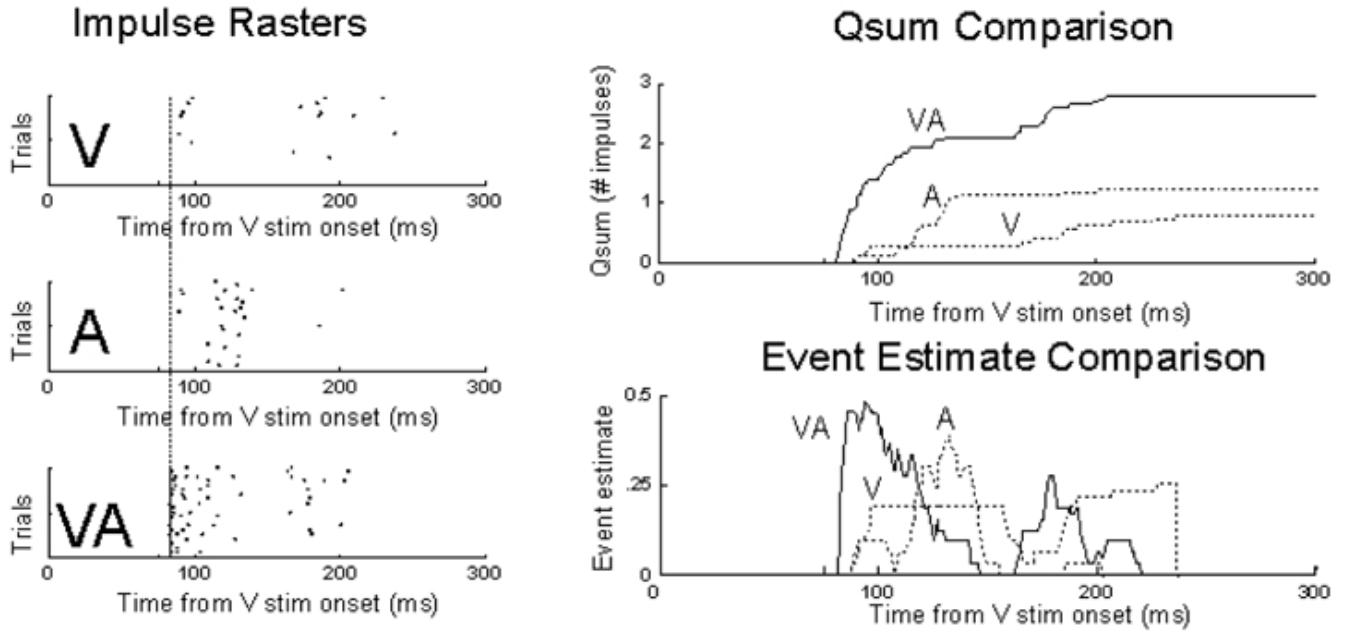 Impulse Rasters
Trials
V
0 100 200 300
Time from V stim onset (ms)
Trials
A
0 100 200 300
Time from V stim onset (ms)
Trials
VA
0 100 200 300
Time from V stim onset (ms)
Qsum Comparison
Qsum (# impulses)
3
2
1
0
VA
A
V
0 100 200 300
Time from V stim onset (ms)
Event Estimate Comparison
Event estimate
0.5
.25
0
VA
A
V
0 100 200 300
Time from V stim onset (ms)